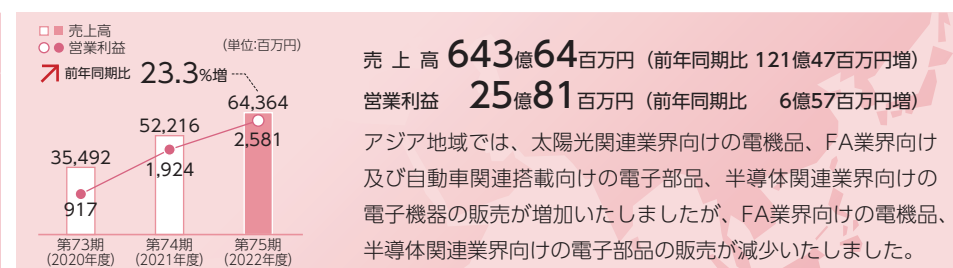 売上高
営業利益
(単位:百万円)
前年同期比 23.3%増
64,364
52,216
2,581
35,492
1,924
917
第73期
(2020年度)
第74期
(2021年度)
第75期
(2022年度)
売上高 643億64百万円（前年同期比 121億47百万円増）
営業利益 25億81百万円（前年同期比 6億57百万円増）
アジア地域では、太陽光関連業界向けの電機品、FA業界向け
及び自動車関連搭載向けの電子部品、半導体関連業界向けの
電子機器の販売が増加いたしましたが、FA業界向けの電機品、
半導体関連業界向けの電子部品の販売が減少いたしました。